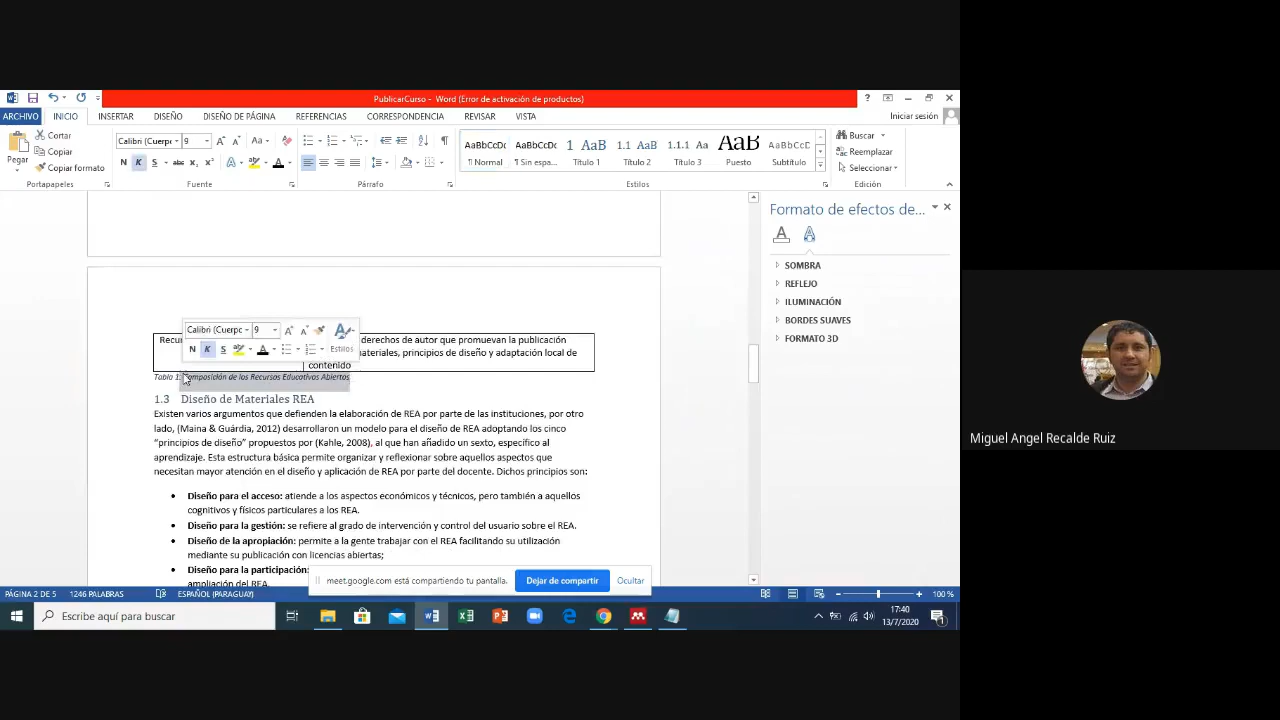 PublicarCurso - Word (Error de activación de productos)
ARCHIVO INICIO INSERTAR DISEÑO DISEÑO DE PÁGINA REFERENCIAS CORRESPONDENCIA REVISAR VISTA Iniciar sesión
Pegar
Cortar
Copiar
Copiar formato
Portapapeles
Calibri (Cuerpo 9
N K S abc x₂ x²
Fuente
Párrafo
AaBbCcDc AaBbCcDc 1 AaB 1.1 AaB 1.1.1 Aa AaB AaBbCcC
¶ Normal ¶ Sin espa... Título 1 Título 2 Título 3 Puesto Subtítulo
Estilos
Buscar
Reemplazar
Seleccionar
Edición
Formato de efectos de...
SOMBRA
REFLEJO
ILUMINACIÓN
BORDES SUAVES
FORMATO 3D
Calibri (Cuerpo 9
N K S Estilos
derechos de autor que promuevan la publicación
materiales, principios de diseño y adaptación local de
contenido
Tabla 1: Composición de los Recursos Educativos Abiertos
1.3 Diseño de Materiales REA
Existen varios argumentos que defienden la elaboración de REA por parte de las instituciones, por otro
lado, (Maina & Guárdia, 2012) desarrollaron un modelo para el diseño de REA adoptando los cinco
“principios de diseño” propuestos por (Kahle, 2008), al que han añadido un sexto, específico al
aprendizaje. Esta estructura básica permite organizar y reflexionar sobre aquellos aspectos que
necesitan mayor atención en el diseño y aplicación de REA por parte del docente. Dichos principios son:
• Diseño para el acceso: atiende a los aspectos económicos y técnicos, pero también a aquellos
cognitivos y físicos particulares a los REA.
• Diseño para la gestión: se refiere al grado de intervención y control del usuario sobre el REA.
• Diseño de la apropiación: permite a la gente trabajar con el REA facilitando su utilización
mediante su publicación con licencias abiertas;
• Diseño para la participación:
ampliación del REA.
meet.google.com está compartiendo tu pantalla. Dejar de compartir Ocultar
PÁGINA 2 DE 5 1246 PALABRAS ESPAÑOL (PARAGUAY) 100 %
Escribe aquí para buscar
17:40
13/7/2020
Miguel Angel Recalde Ruiz